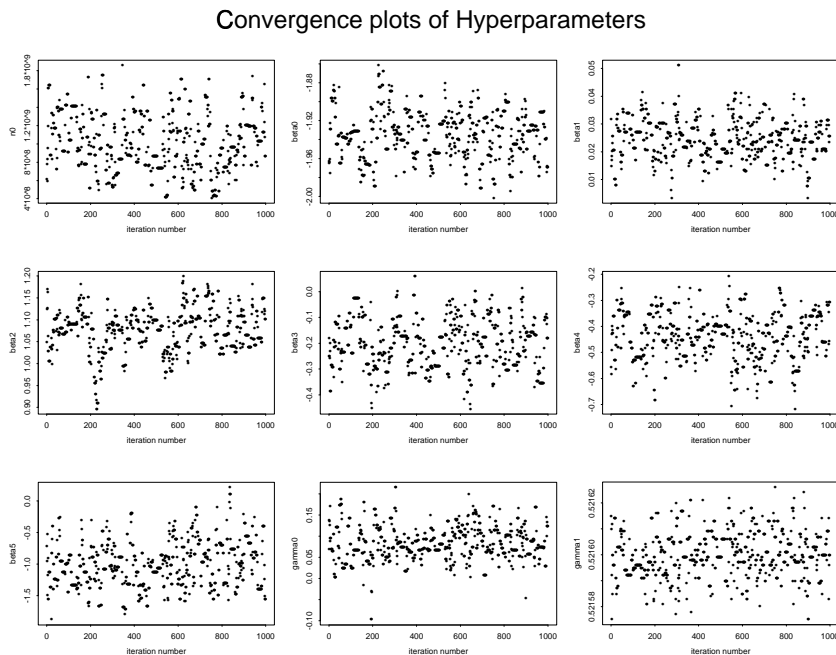 Convergence plots of Hyperparameters
n0
4*10^8 8*10^8 1.2*10^9 1.8*10^9
0 200 400 600 800 1000
iteration number
beta0
-2.00 -1.96 -1.92 -1.88
0 200 400 600 800 1000
iteration number
beta1
0.01 0.02 0.03 0.04 0.05
0 200 400 600 800 1000
iteration number
beta2
0.90 0.95 1.00 1.05 1.10 1.15 1.20
0 200 400 600 800 1000
iteration number
beta3
-0.4 -0.3 -0.2 -0.1 0.0
0 200 400 600 800 1000
iteration number
beta4
-0.7 -0.6 -0.5 -0.4 -0.3 -0.2
0 200 400 600 800 1000
iteration number
beta5
-1.5 -1.0 -0.5 0.0
0 200 400 600 800 1000
iteration number
gamma0
-0.10 0.0 0.05 0.15
0 200 400 600 800 1000
iteration number
gamma1
0.52158 0.52160 0.52162
0 200 400 600 800 1000
iteration number